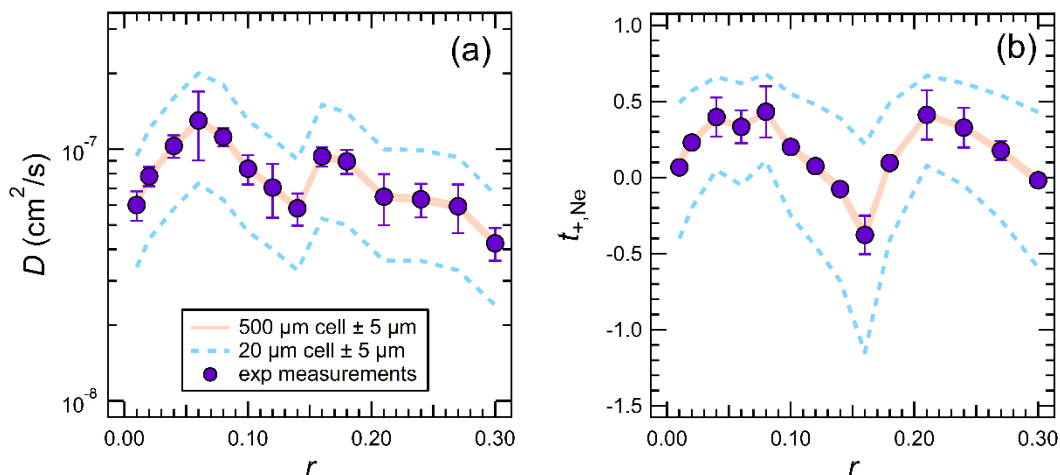 (a)
10⁻⁷
10⁻⁸
D (cm²/s)
500 µm cell ± 5 µm
20 µm cell ± 5 µm
exp measurements
0.00 0.10 0.20 0.30
r
(b)
1.0
0.5
0.0
-0.5
-1.0
-1.5
t+,Ne
0.00 0.10 0.20 0.30
r